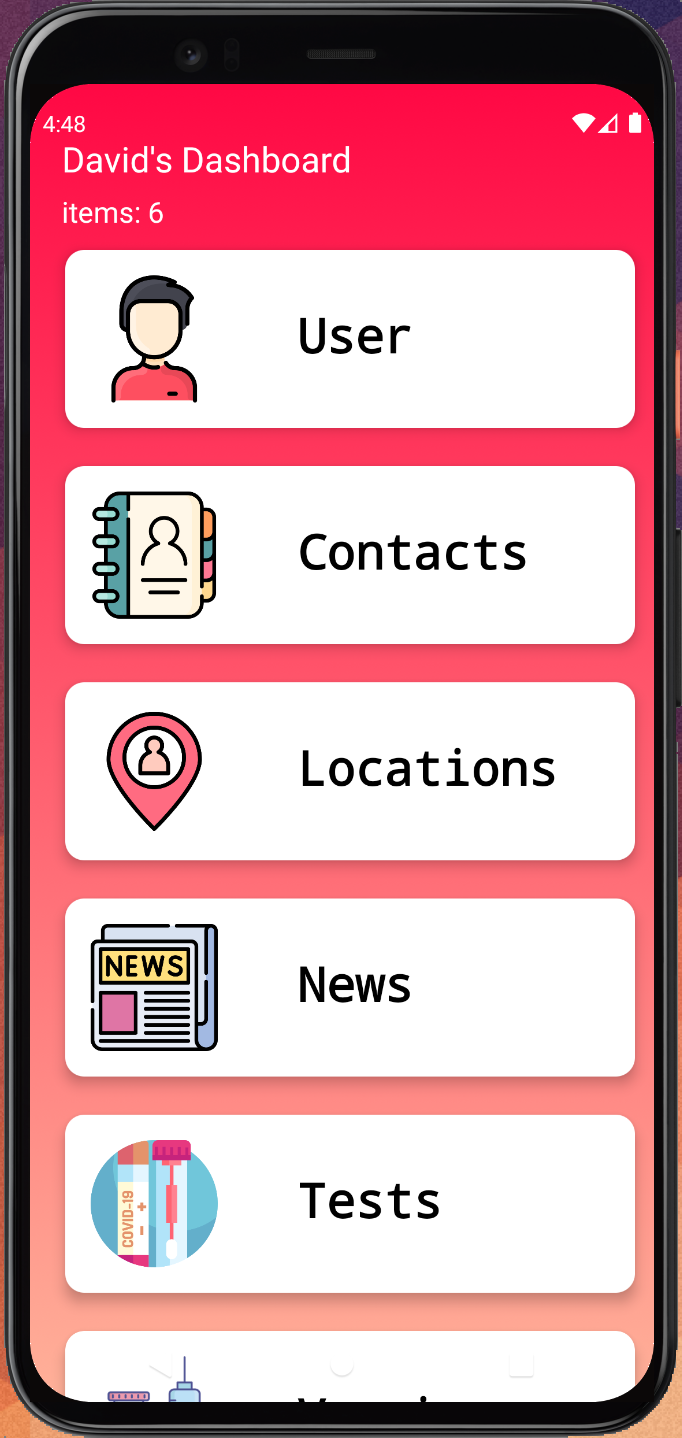 4:48
David's Dashboard
items: 6
User
Contacts
Locations
NEWS
News
COVID-19
+
-
Tests